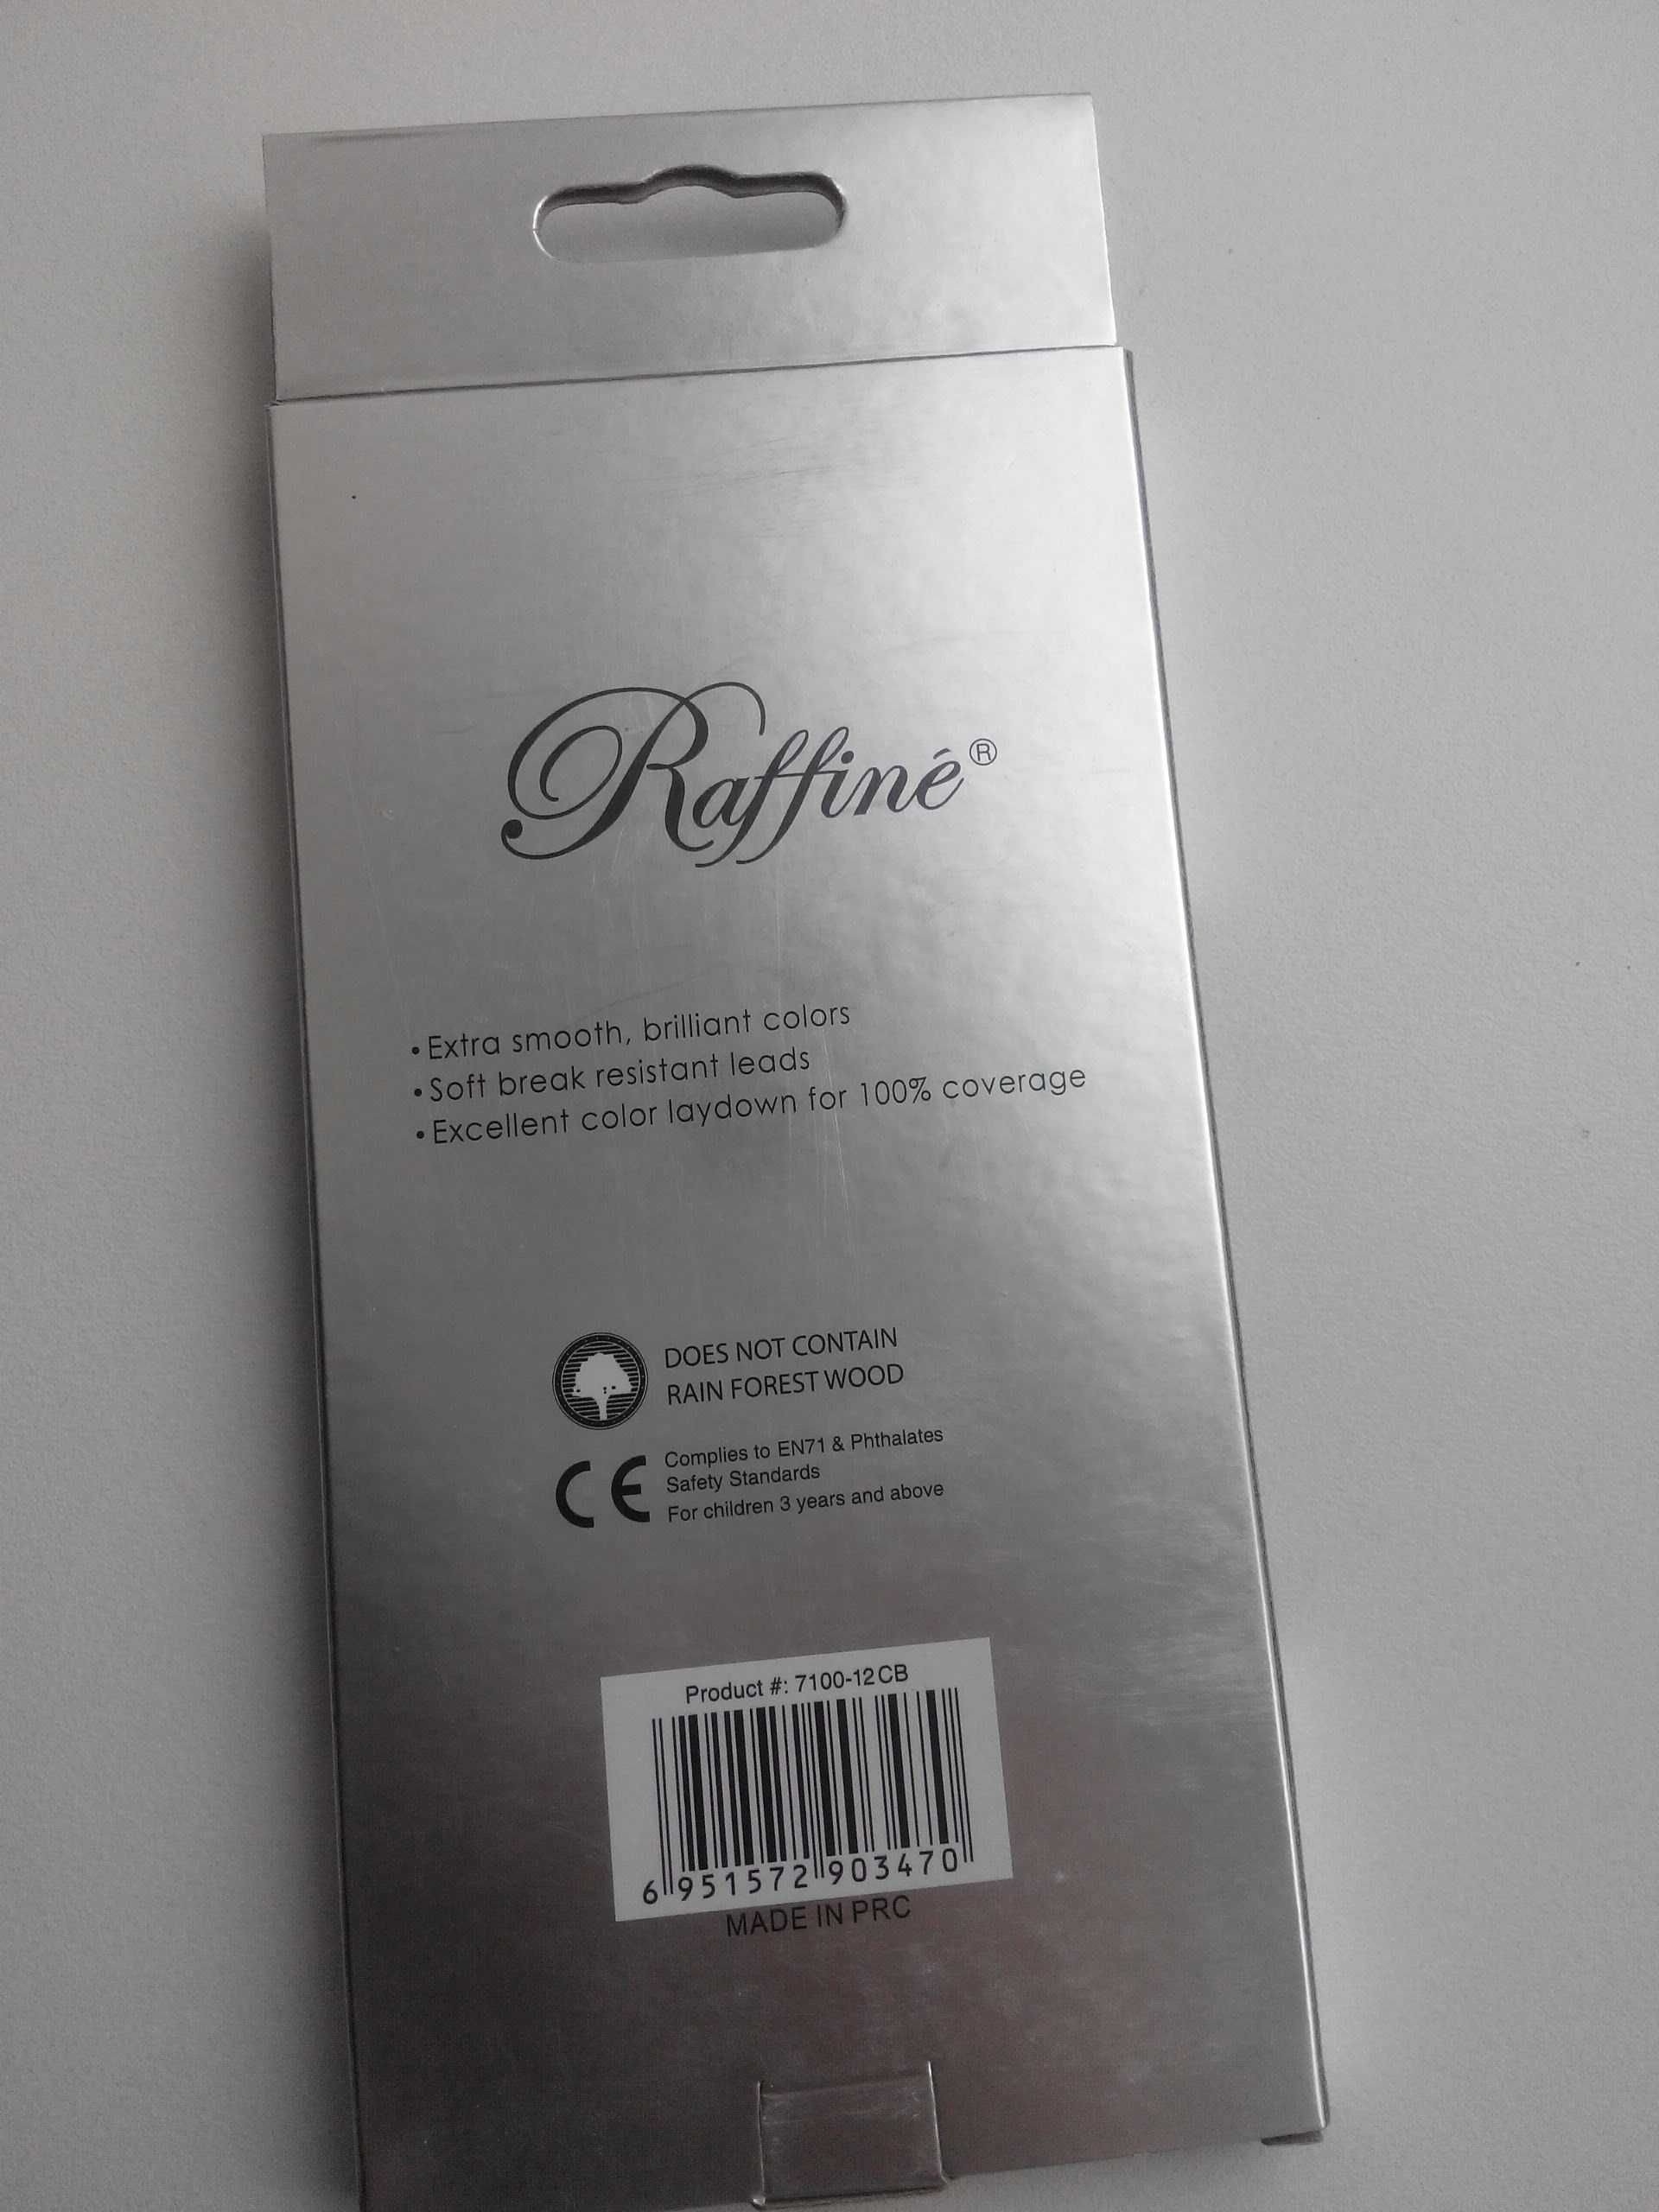 Raffiné®
• Extra smooth, brilliant colors
• Soft break resistant leads
• Excellent color laydown for 100% coverage
DOES NOT CONTAIN
RAIN FOREST WOOD
CE
Complies to EN71 & Phthalates
Safety Standards
For children 3 years and above
Product #: 7100-12CB
6 951572 903470
MADE IN PRC